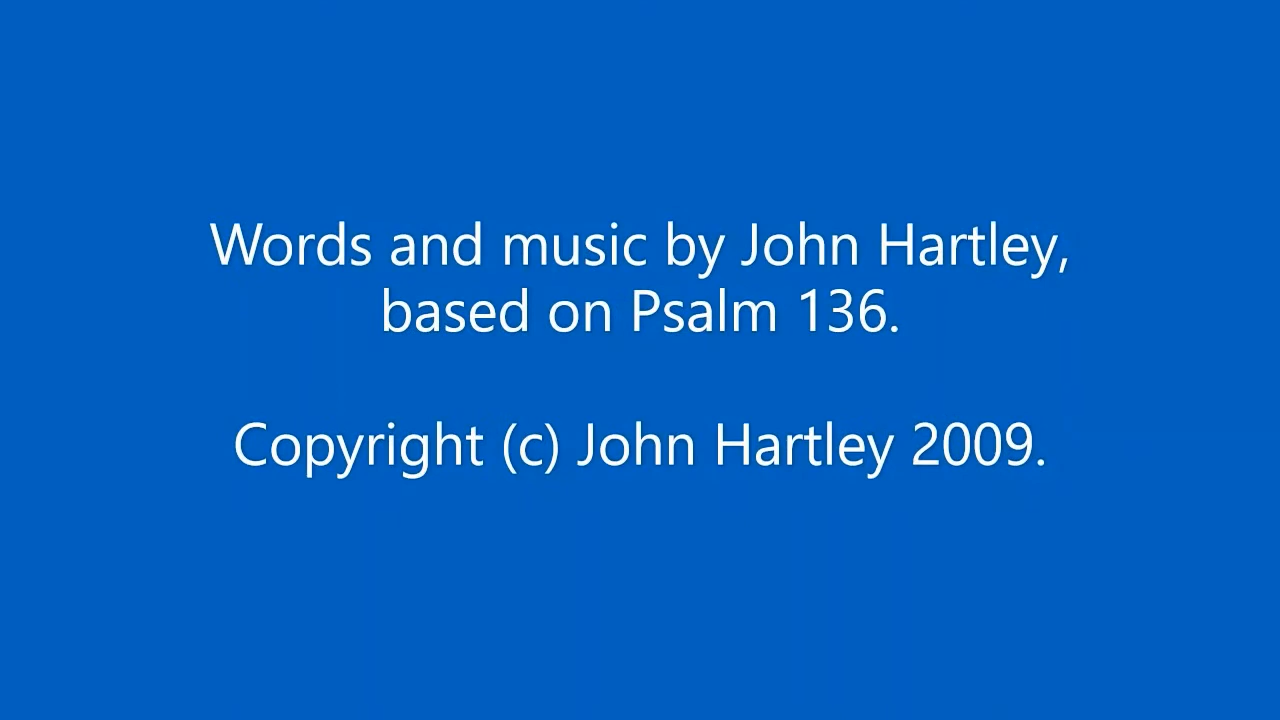 Words and music by John Hartley,
based on Psalm 136.
Copyright (c) John Hartley 2009.